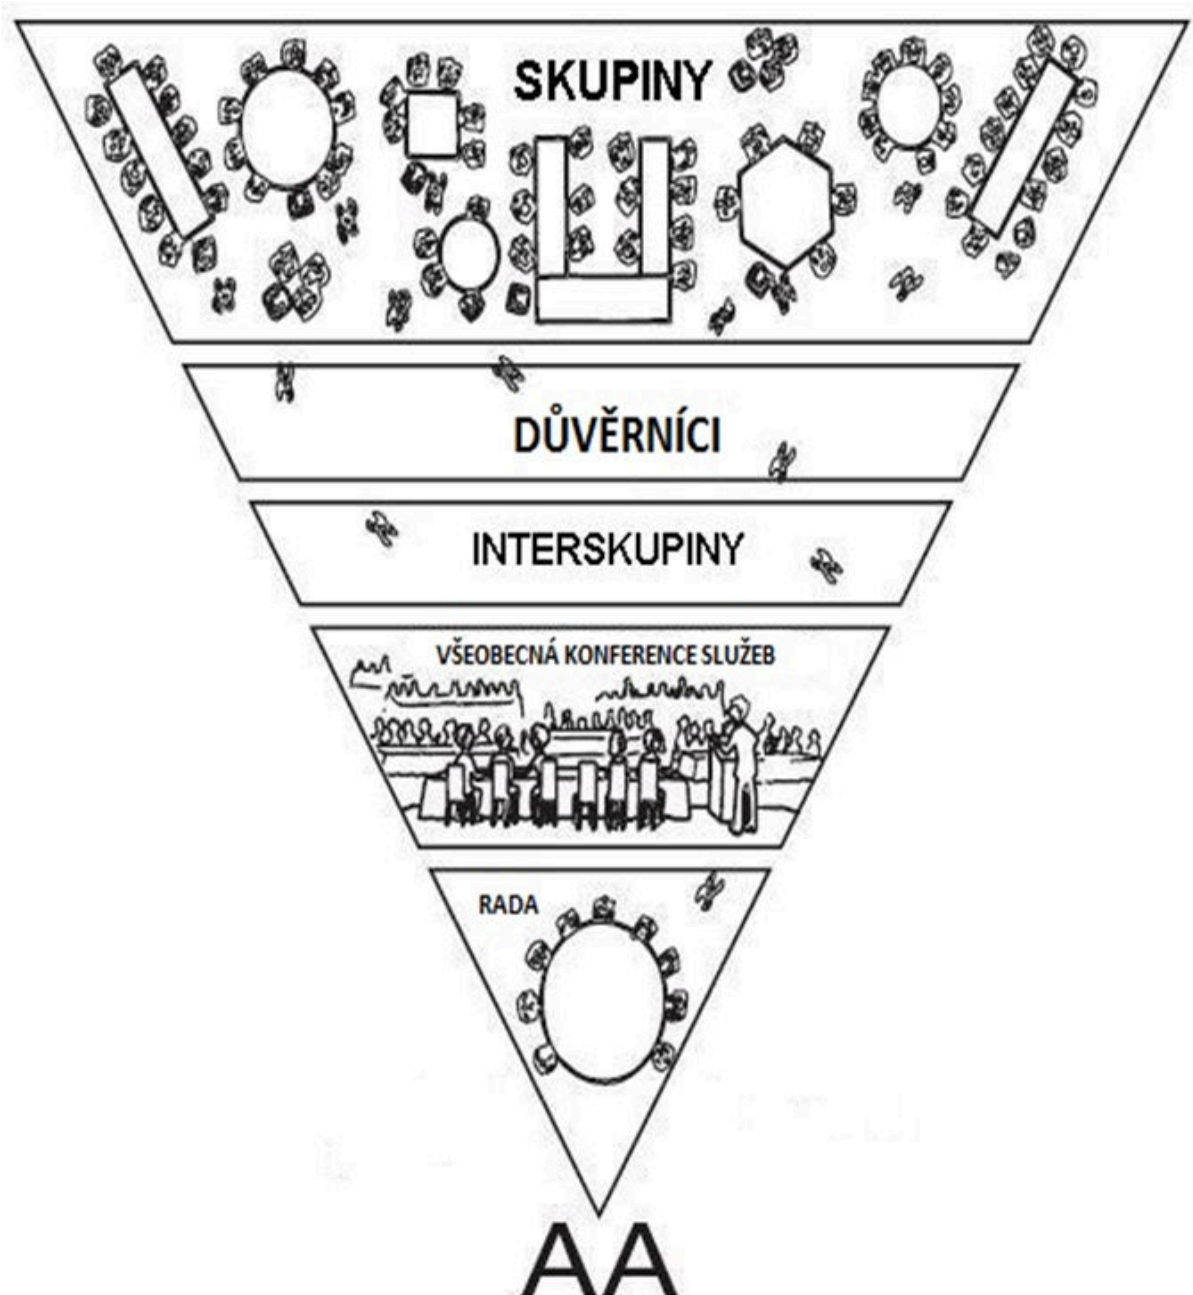 SKUPINY
DŮVĚRNÍCI
INTERSKUPINY
VŠEOBECNÁ KONFERENCE SLUŽEB
RADA
AA